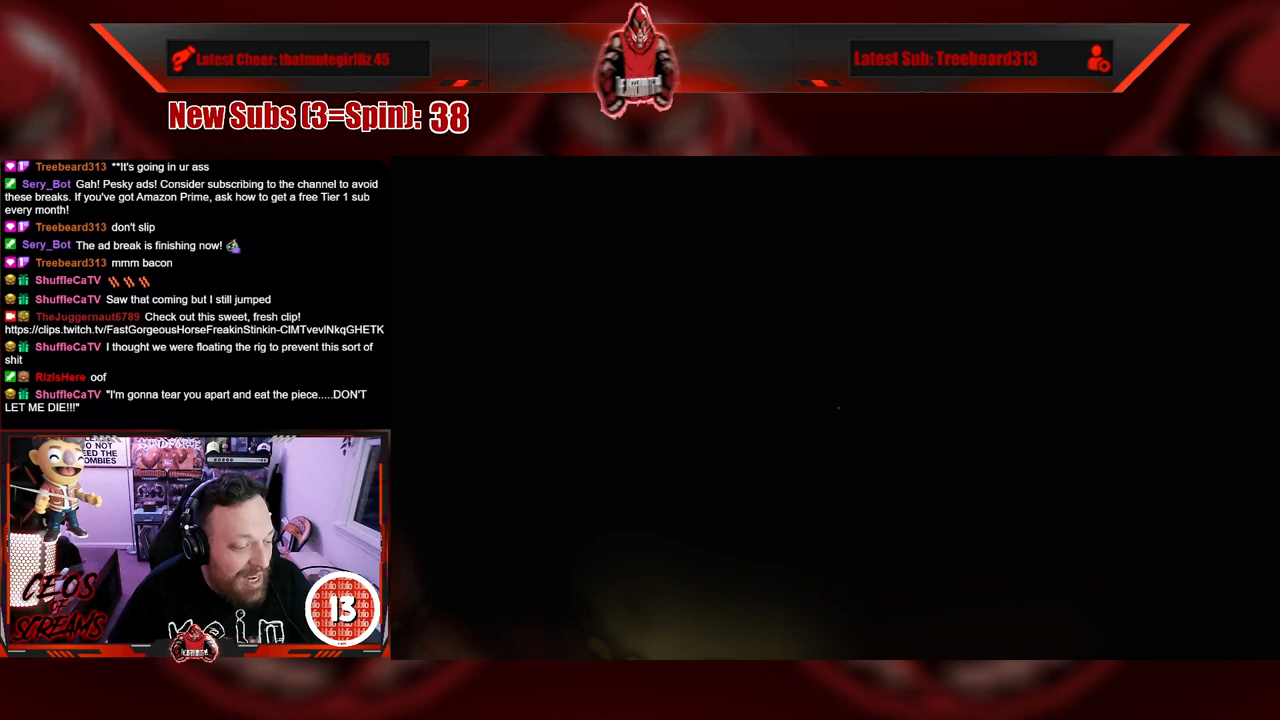 Latest Cheer: thatmutegirlliz 45
Latest Sub: Treebeard313
New Subs (3=Spin): 38
Treebeard313 **It's going in ur ass
Sery_Bot Gah! Pesky ads! Consider subscribing to the channel to avoid
these breaks. If you've got Amazon Prime, ask how to get a free Tier 1 sub
every month!
Treebeard313 don't slip
Sery_Bot The ad break is finishing now!
Treebeard313 mmm bacon
ShuffleCaTV
ShuffleCaTV Saw that coming but I still jumped
TheJuggernaut6789 Check out this sweet, fresh clip!
https://clips.twitch.tv/FastGorgeousHorseFreakinStinkin-ClMTvevlNkqGHETK
ShuffleCaTV I thought we were floating the rig to prevent this sort of
shit
RizIsHere oof
ShuffleCaTV "I'm gonna tear you apart and eat the piece.....DON'T
LET ME DIE!!!"
DO NOT
FEED THE
ZOMBIES
CEOS
OF
SCREAMS
13